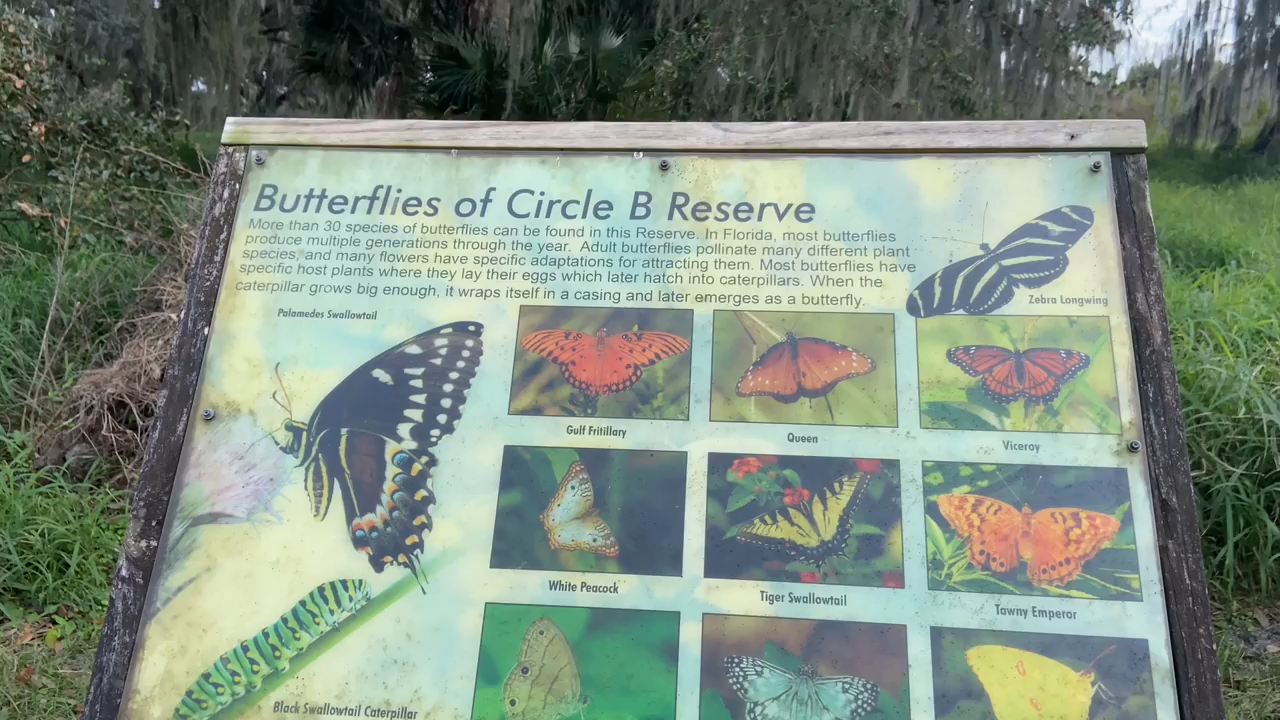 Butterflies of Circle B Reserve
More than 30 species of butterflies can be found in this Reserve. In Florida, most butterflies
produce multiple generations through the year. Adult butterflies pollinate many different plant
species, and many flowers have specific adaptations for attracting them. Most butterflies have
specific host plants where they lay their eggs which later hatch into caterpillars. When the
caterpillar grows big enough, it wraps itself in a casing and later emerges as a butterfly.
Zebra Longwing
Palamedes Swallowtail
Gulf Fritillary
Queen
Viceroy
White Peacock
Tiger Swallowtail
Tawny Emperor
Black Swallowtail Caterpillar